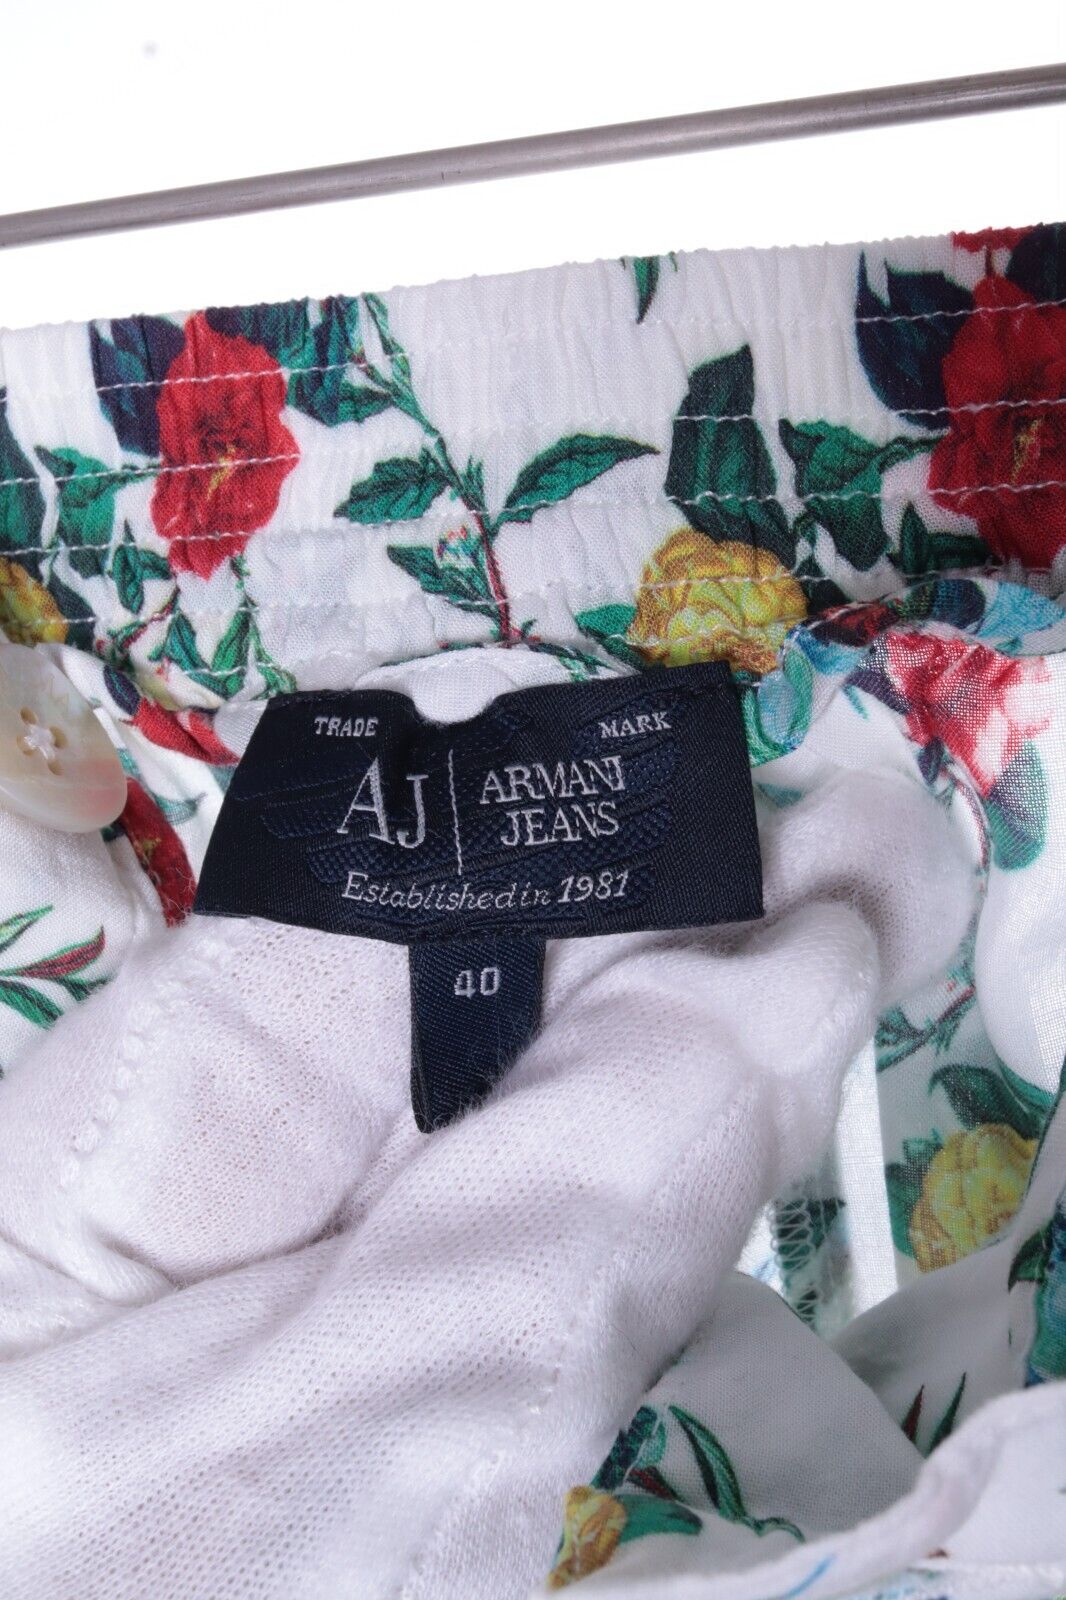 TRADE MARK
AJ ARMANI
JEANS
Established in 1981
40